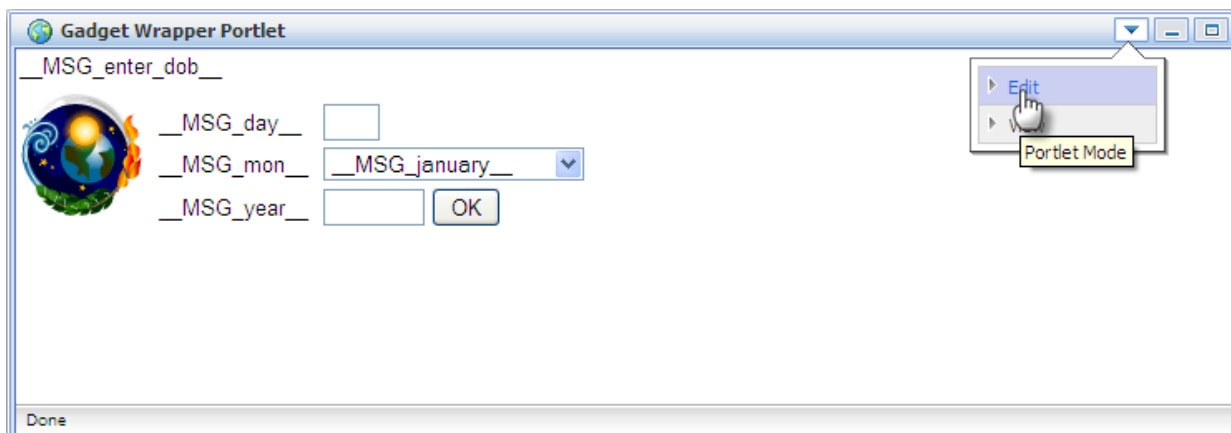 Gadget Wrapper Portlet
__MSG_enter_dob__
Edit
__MSG_day__
__MSG_mon__ __MSG_january__
Portlet Mode
__MSG_year__ OK
Done